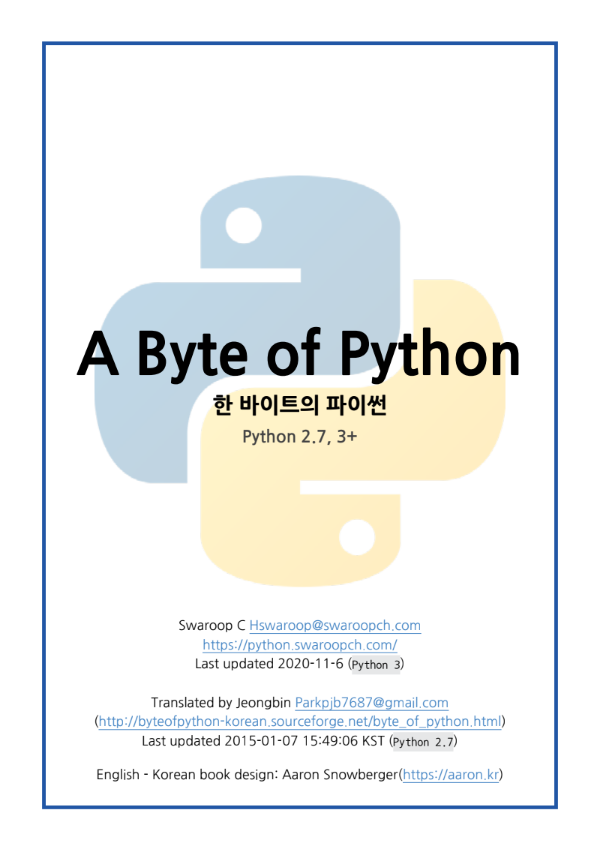 A Byte of Python
한 바이트의 파이썬
Python 2.7, 3+
Swaroop C Hswaroop@swaroopch.com
https://python.swaroopch.com/
Last updated 2020-11-6 (Python 3)
Translated by Jeongbin Parkpjb7687@gmail.com
(http://byteofpython-korean.sourceforge.net/byte_of_python.html)
Last updated 2015-01-07 15:49:06 KST (Python 2.7)
English - Korean book design: Aaron Snowberger(https://aaron.kr)